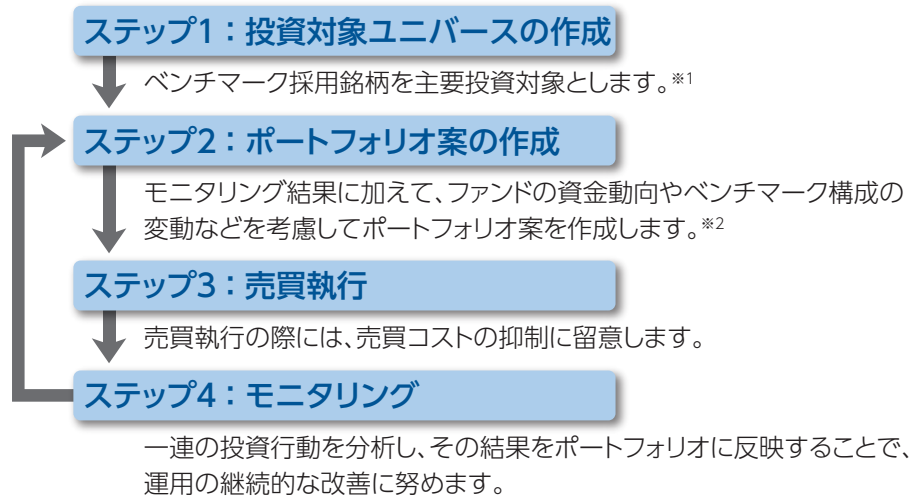 ステップ1：投資対象ユニバースの作成
ベンチマーク採用銘柄を主要投資対象とします。※1
ステップ2：ポートフォリオ案の作成
モニタリング結果に加えて、ファンドの資金動向やベンチマーク構成の
変動などを考慮してポートフォリオ案を作成します。※2
ステップ3：売買執行
売買執行の際には、売買コストの抑制に留意します。
ステップ4：モニタリング
一連の投資行動を分析し、その結果をポートフォリオに反映することで、
運用の継続的な改善に努めます。